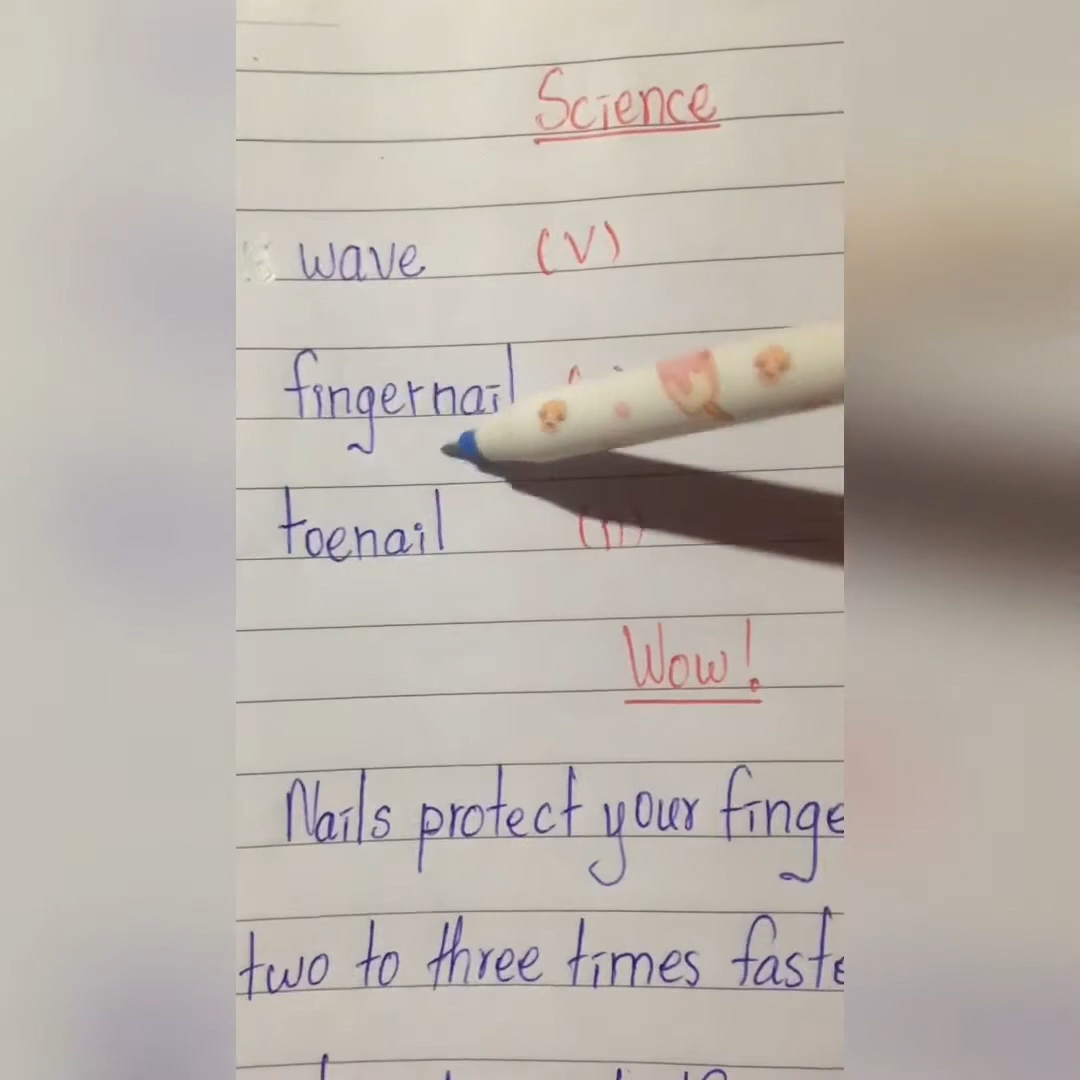 Science
wave (v)
fingernail
toenail (n)
Wow!
Nails protect your finge
two to three times faste